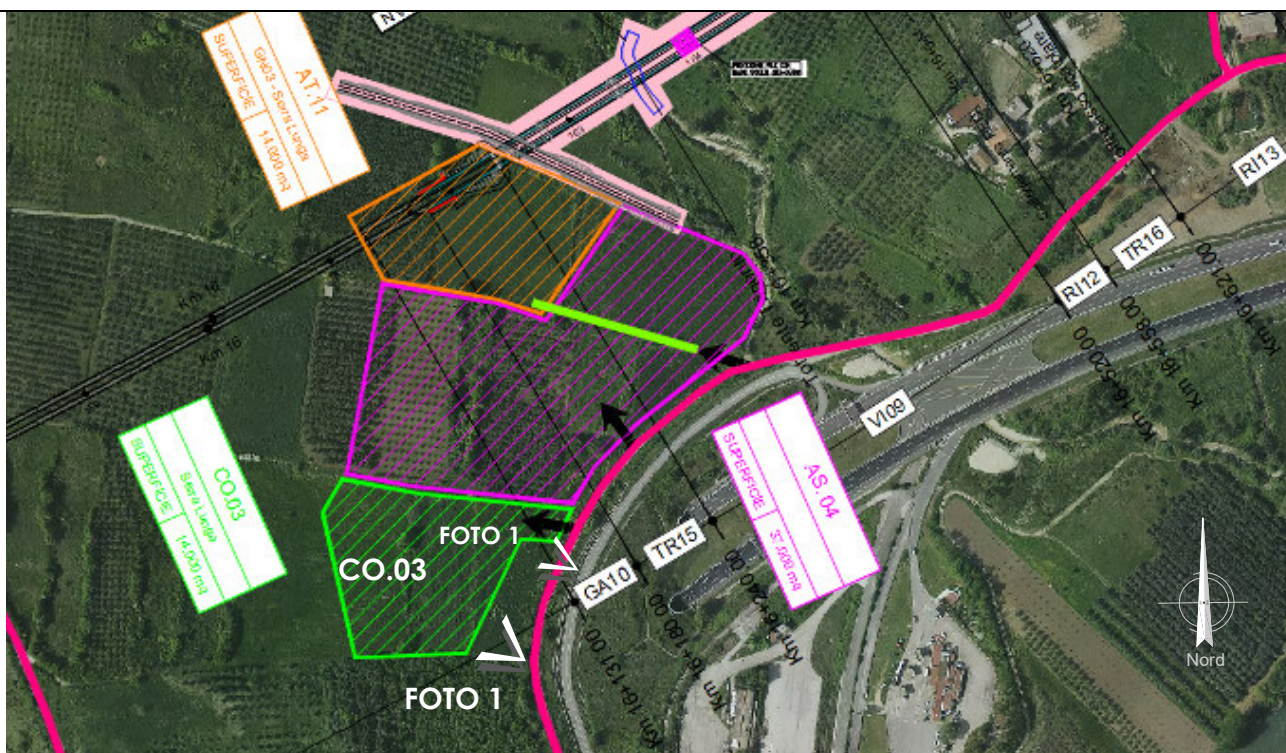 AT.11
GN03 - Serra Lunga
SUPERFICIE 14.000 mq
103
RI13
TR16
RI12
Km 16+621.00
Km 16+558.00
Km 16+520.00
VI09
Km 16
Km 16
CO.03
Serra Lunga
SUPERFICIE 14.000 mq
AS. 04
SUPERFICIE
FOTO 1
CO.03
TR15
GA10
Km 16+240.00
Km 16+180.00
Km 16+131.00
FOTO 1
Nord